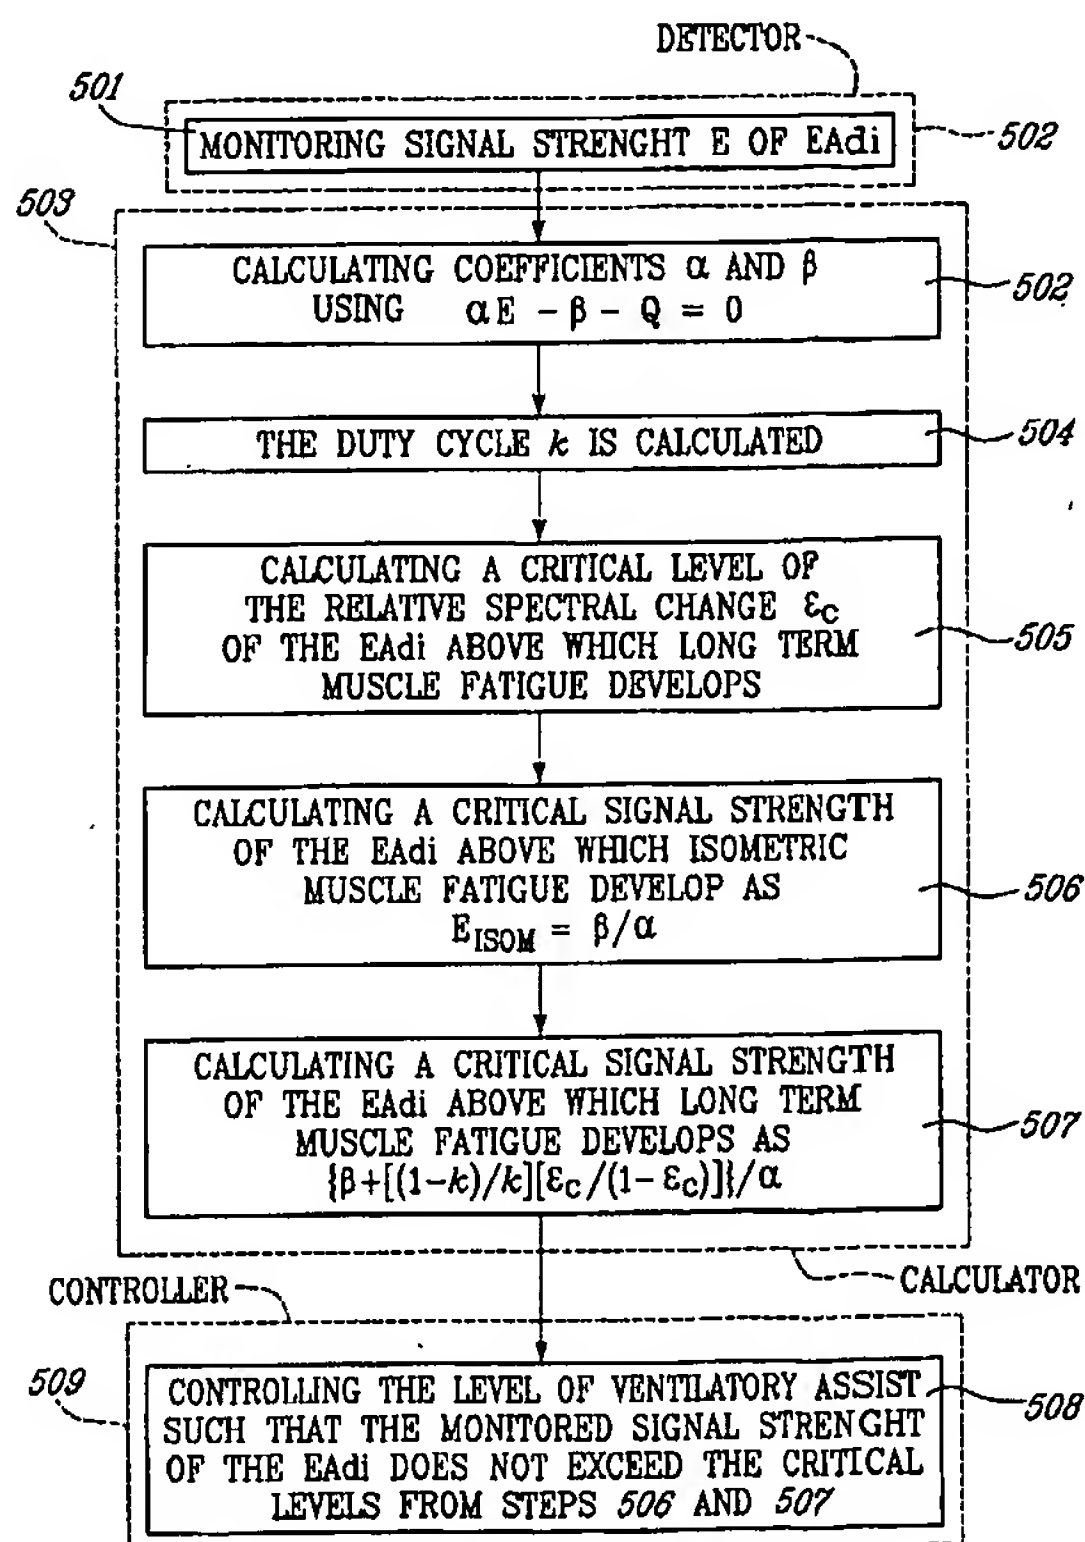 DETECTOR
501
MONITORING SIGNAL STRENGHT E OF EAdi
502
503
CALCULATING COEFFICIENTS α AND β
USING αE - β - Q = 0
502
THE DUTY CYCLE k IS CALCULATED
504
CALCULATING A CRITICAL LEVEL OF
THE RELATIVE SPECTRAL CHANGE εC
OF THE EAdi ABOVE WHICH LONG TERM
MUSCLE FATIGUE DEVELOPS
505
CALCULATING A CRITICAL SIGNAL STRENGTH
OF THE EAdi ABOVE WHICH ISOMETRIC
MUSCLE FATIGUE DEVELOP AS
EISOM = β/α
506
CALCULATING A CRITICAL SIGNAL STRENGTH
OF THE EAdi ABOVE WHICH LONG TERM
MUSCLE FATIGUE DEVELOPS AS
{β+[(1-k)/k][εC/(1-εC)]}/α
507
CALCULATOR
CONTROLLER
509
CONTROLLING THE LEVEL OF VENTILATORY ASSIST
SUCH THAT THE MONITORED SIGNAL STRENGHT
OF THE EAdi DOES NOT EXCEED THE CRITICAL
LEVELS FROM STEPS 506 AND 507
508